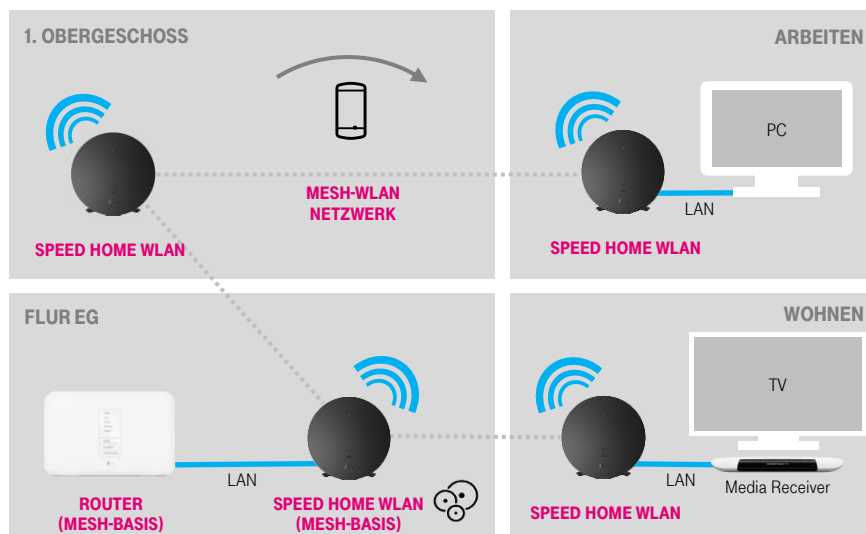 1. OBERGESCHOSS
MESH-WLAN
NETZWERK
SPEED HOME WLAN
ARBEITEN
PC
LAN
SPEED HOME WLAN
FLUR EG
LAN
ROUTER
(MESH-BASIS)
SPEED HOME WLAN
(MESH-BASIS)
WOHNEN
TV
LAN
Media Receiver
SPEED HOME WLAN